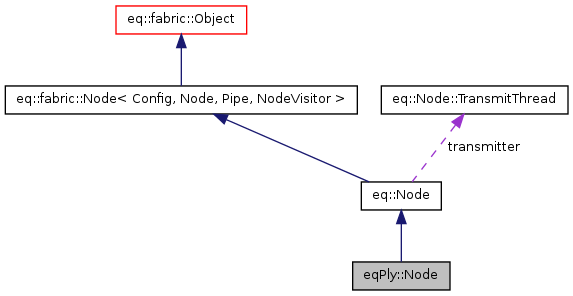 eq::fabric::Object
eq::fabric::Node< Config, Node, Pipe, NodeVisitor >
eq::Node::TransmitThread
transmitter
eq::Node
eqPly::Node